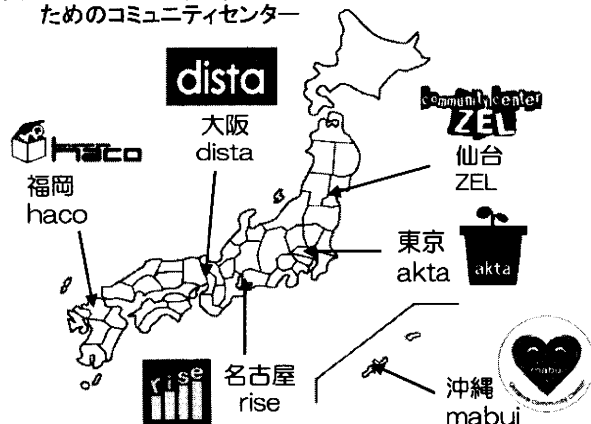 ためのコミュニティセンター
dista
大阪
dista
community center
ZEL
仙台
ZEL
haco
福岡
haco
東京
akta
akta
rise
名古屋
rise
沖縄
mabui
mabui